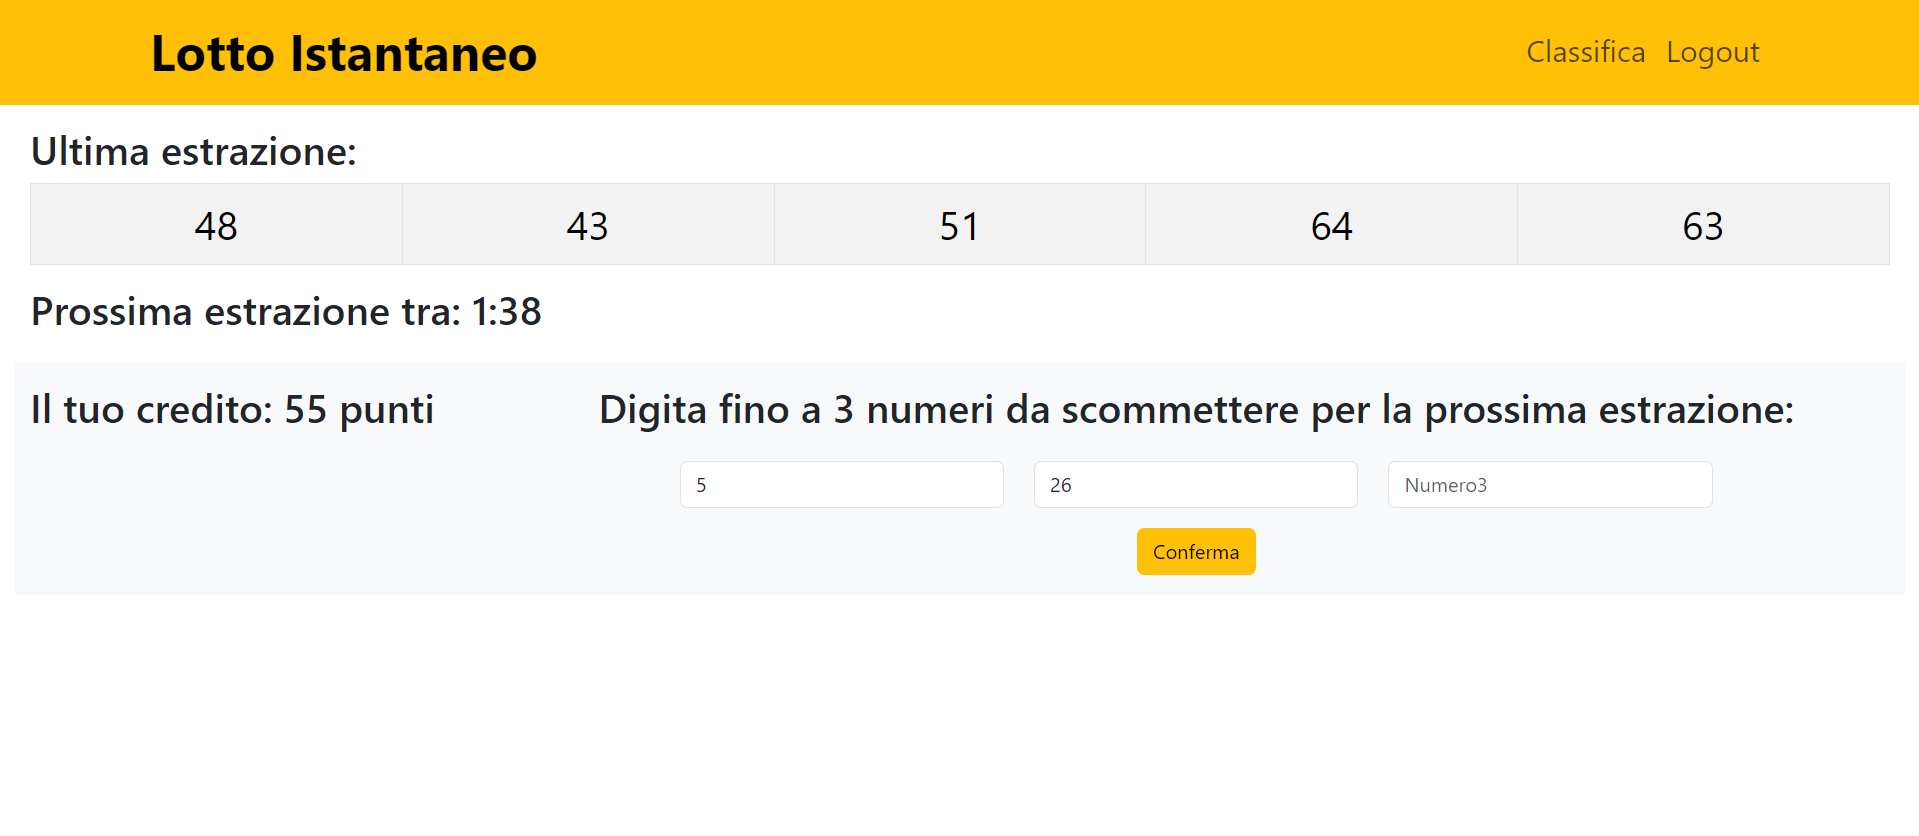 Lotto Istantaneo Classifica Logout
Ultima estrazione:
48 43 51 64 63
Prossima estrazione tra: 1:38
Il tuo credito: 55 punti
Digita fino a 3 numeri da scommettere per la prossima estrazione:
5 26 Numero3
Conferma